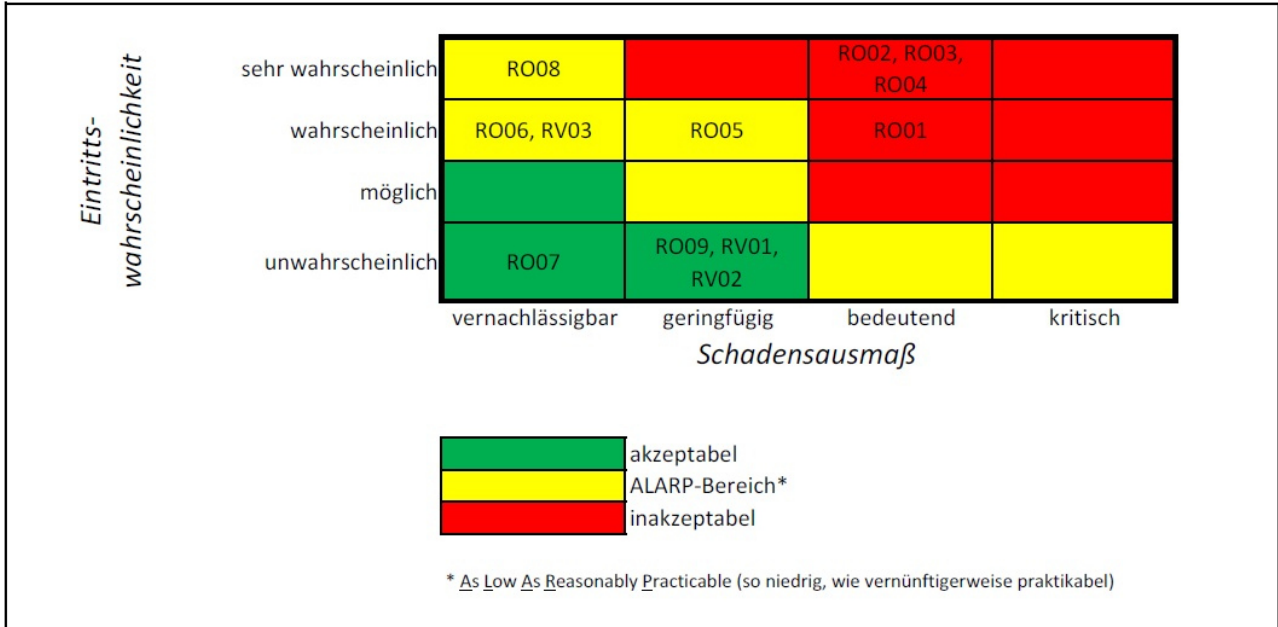 Eintritts-
wahrscheinlichkeit
sehr wahrscheinlich
RO08
RO02, RO03,
RO04
wahrscheinlich
RO06, RV03
RO05
RO01
möglich
unwahrscheinlich
RO07
RO09, RV01,
RV02
vernachlässigbar
geringfügig
bedeutend
kritisch
Schadensausmaß
akzeptabel
ALARP-Bereich*
inakzeptabel
* As Low As Reasonably Practicable (so niedrig, wie vernünftigerweise praktikabel)